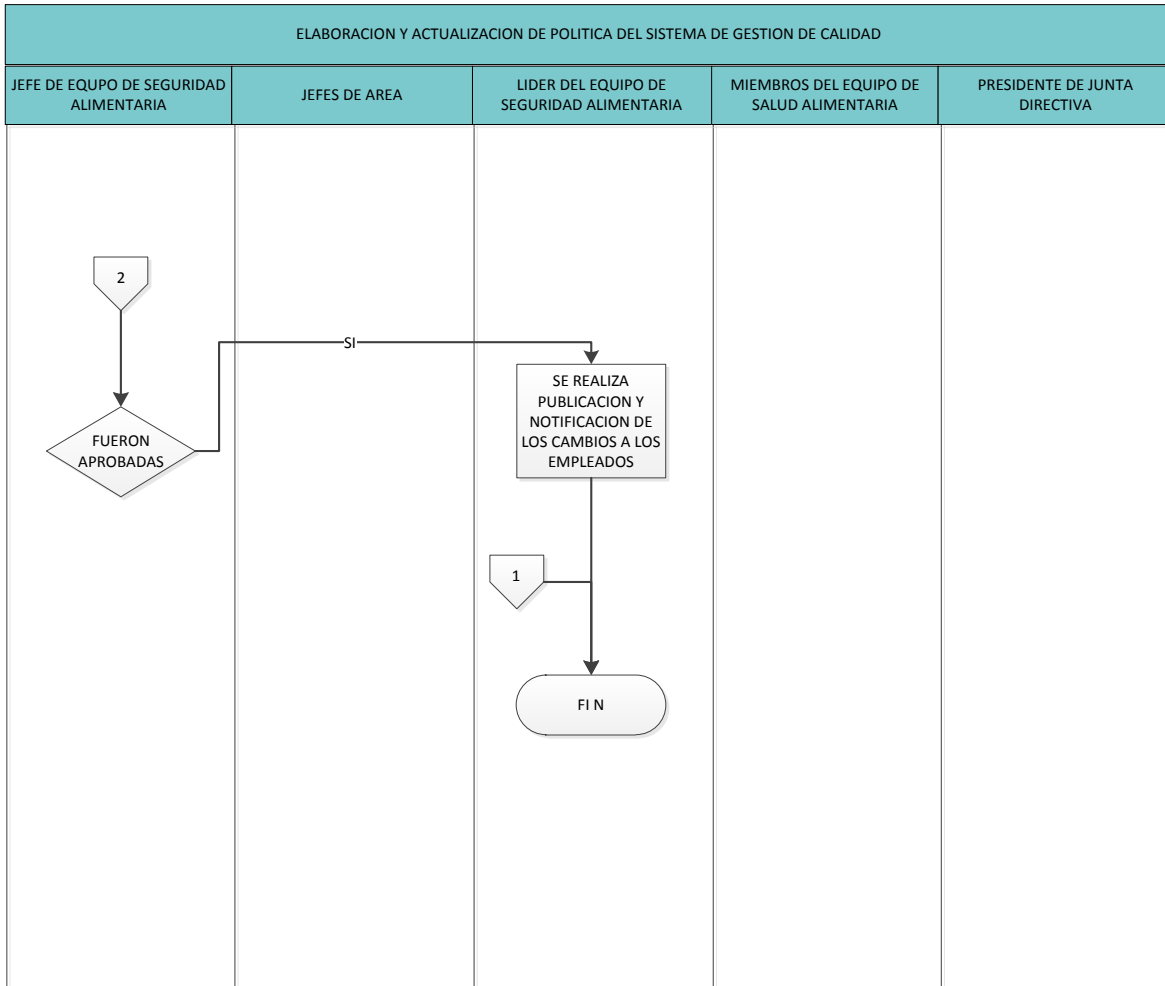 ELABORACION Y ACTUALIZACION DE POLITICA DEL SISTEMA DE GESTION DE CALIDAD
JEFE DE EQUPO DE SEGURIDAD
ALIMENTARIA
JEFES DE AREA
LIDER DEL EQUIPO DE
SEGURIDAD ALIMENTARIA
MIEMBROS DEL EQUIPO DE
SALUD ALIMENTARIA
PRESIDENTE DE JUNTA
DIRECTIVA
2
SI
SE REALIZA
PUBLICACION Y
NOTIFICACION DE
LOS CAMBIOS A LOS
EMPLEADOS
FUERON
APROBADAS
1
FI N